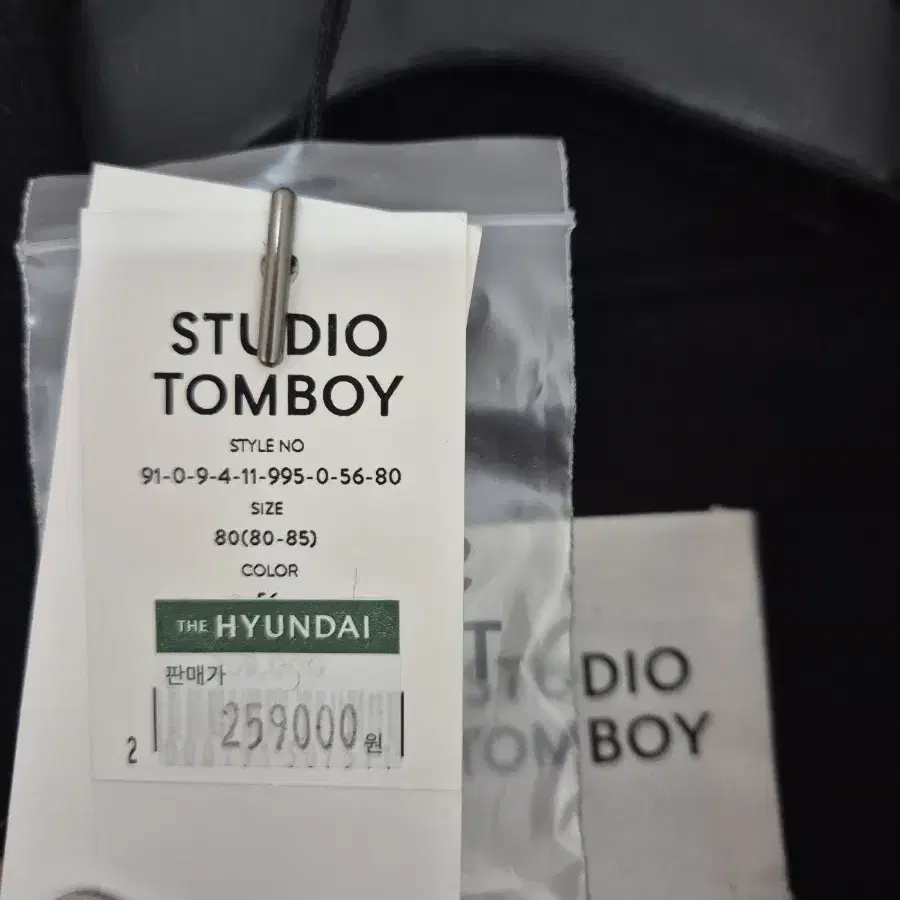 STUDIO
TOMBOY
STYLE NO
91-0-9-4-11-995-0-56-80
SIZE
80(80-85)
COLOR
56
THE HYUNDAI
판매가
259000원
2
STUDIO
TOMBOY